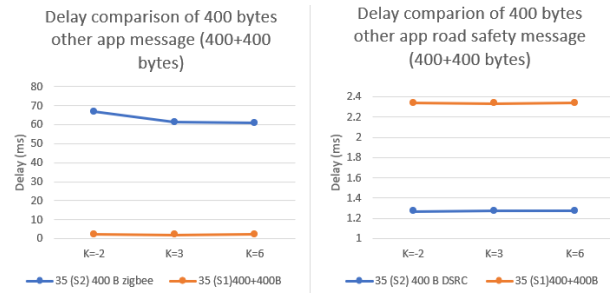 Delay comparison of 400 bytes
other app message (400+400
bytes)
Delay (ms)
80
70
60
50
40
30
20
10
0
K=-2 K=3 K=6
35 (S2) 400 B zigbee 35 (S1)400+400B
Delay comparion of 400 bytes
other app road safety message
(400+400 bytes)
Delay (ms)
2.4
2.2
2
1.8
1.6
1.4
1.2
1
K=-2 K=3 K=6
35 (S2) 400 B DSRC 35 (S1)400+400B